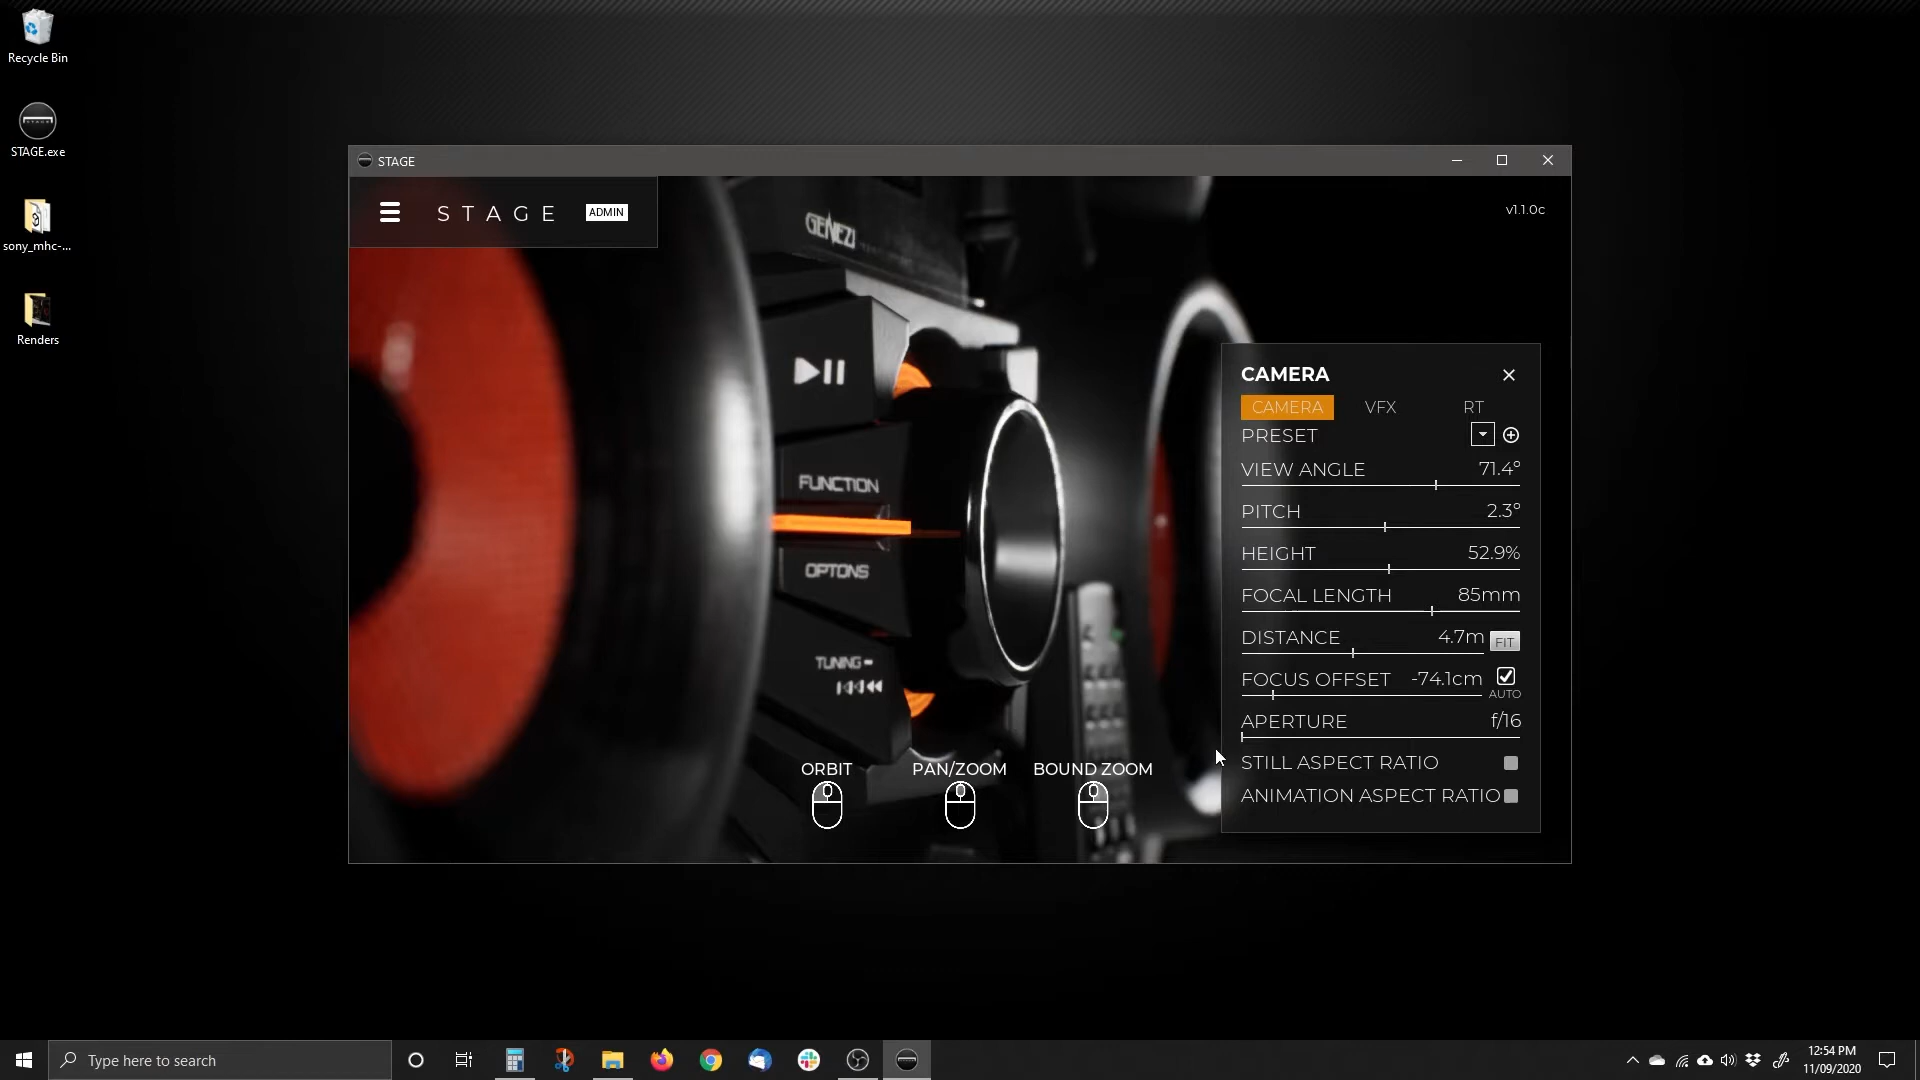 Recycle Bin
STAGE.exe
sony_mhc-...
Renders
STAGE
STAGE
ADMIN
v1.1.0c
GENEZI
FUNCTION
OPTONS
TUNING
ORBIT
PAN/ZOOM
BOUND ZOOM
CAMERA
CAMERA VFX RT
PRESET
VIEW ANGLE 71.4°
PITCH 2.3°
HEIGHT 52.9%
FOCAL LENGTH 85mm
DISTANCE 4.7m FIT
FOCUS OFFSET -74.1cm
AUTO
APERTURE f/16
STILL ASPECT RATIO
ANIMATION ASPECT RATIO
Type here to search
12:54 PM
11/09/2020